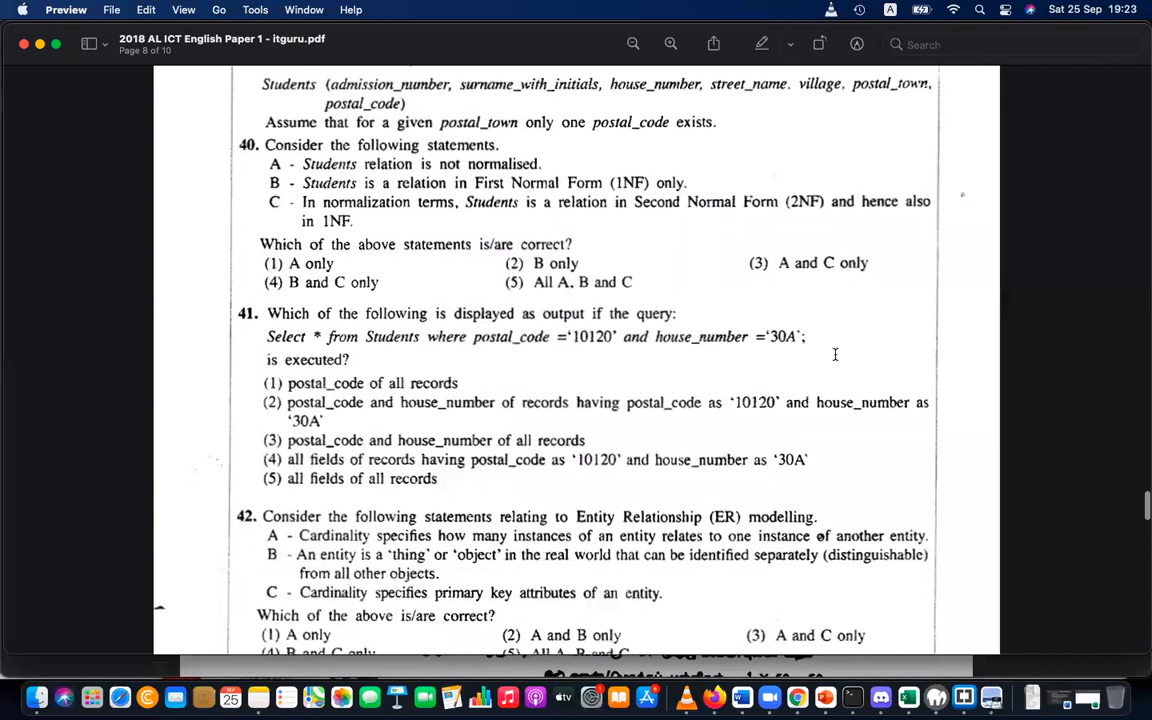 Preview File Edit View Go Tools Window Help Sat 25 Sep 19:23
2018 AL ICT English Paper 1 - itguru.pdf
Page 8 of 10
Search
Students (admission_number, surname_with_initials, house_number, street_name, village, postal_town,
postal_code)
Assume that for a given postal_town only one postal_code exists.
40. Consider the following statements.
A - Students relation is not normalised.
B - Students is a relation in First Normal Form (1NF) only.
C - In normalization terms, Students is a relation in Second Normal Form (2NF) and hence also
in 1NF.
Which of the above statements is/are correct?
(1) A only (2) B only (3) A and C only
(4) B and C only (5) All A, B and C
41. Which of the following is displayed as output if the query:
Select * from Students where postal_code =‘10120’ and house_number =‘30A’;
is executed?
(1) postal_code of all records
(2) postal_code and house_number of records having postal_code as ‘10120’ and house_number as
‘30A’
(3) postal_code and house_number of all records
(4) all fields of records having postal_code as ‘10120’ and house_number as ‘30A’
(5) all fields of all records
42. Consider the following statements relating to Entity Relationship (ER) modelling.
A - Cardinality specifies how many instances of an entity relates to one instance of another entity.
B - An entity is a ‘thing’ or ‘object’ in the real world that can be identified separately (distinguishable)
from all other objects.
C - Cardinality specifies primary key attributes of an entity.
Which of the above is/are correct?
(1) A only (2) A and B only (3) A and C only
(4) B and C only (5) All A, B and C